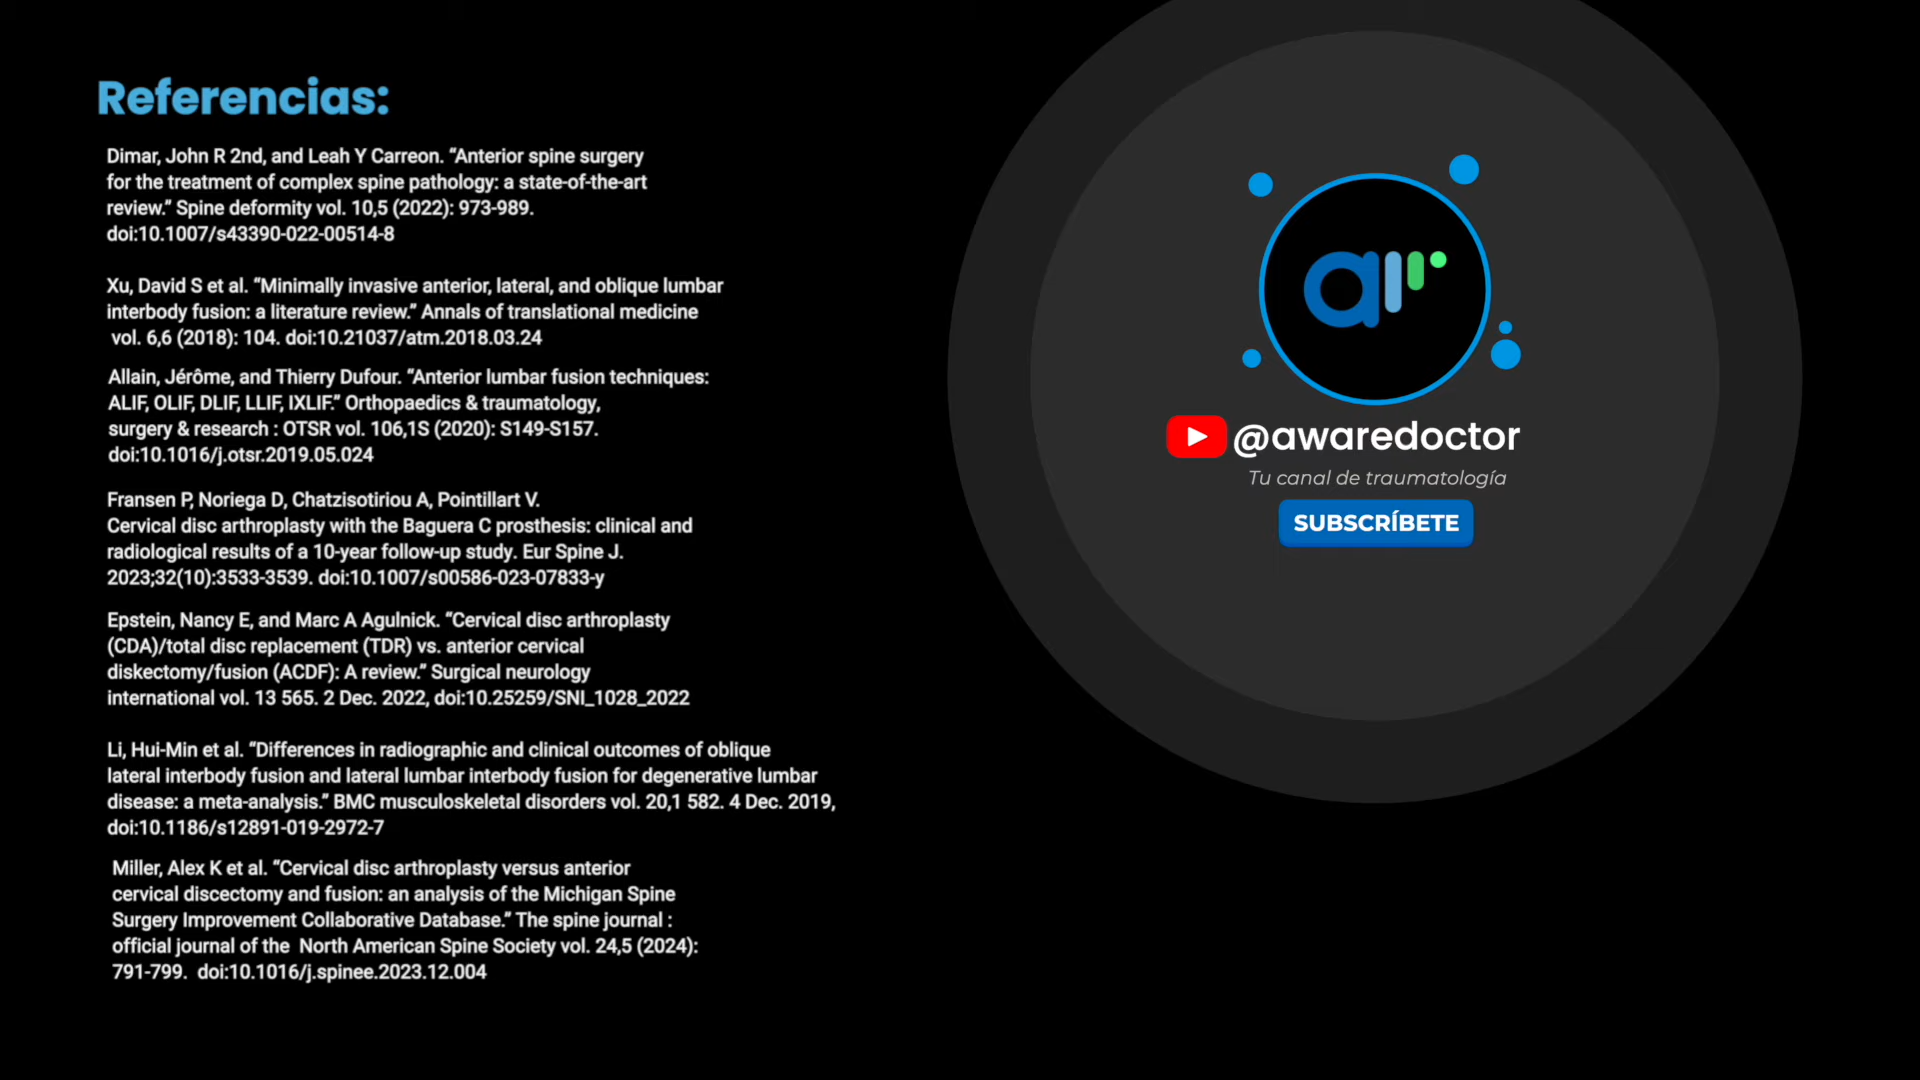 Referencias:
Dimar, John R 2nd, and Leah Y Carreon. “Anterior spine surgery
for the treatment of complex spine pathology: a state-of-the-art
review.” Spine deformity vol. 10,5 (2022): 973-989.
doi:10.1007/s43390-022-00514-8
Xu, David S et al. “Minimally invasive anterior, lateral, and oblique lumbar
interbody fusion: a literature review.” Annals of translational medicine
vol. 6,6 (2018): 104. doi:10.21037/atm.2018.03.24
Allain, Jérôme, and Thierry Dufour. “Anterior lumbar fusion techniques:
ALIF, OLIF, DLIF, LLIF, IXLIF.” Orthopaedics & traumatology,
surgery & research : OTSR vol. 106,1S (2020): S149-S157.
doi:10.1016/j.otsr.2019.05.024
Fransen P, Noriega D, Chatzisotiriou A, Pointillart V.
Cervical disc arthroplasty with the Baguera C prosthesis: clinical and
radiological results of a 10-year follow-up study. Eur Spine J.
2023;32(10):3533-3539. doi:10.1007/s00586-023-07833-y
Epstein, Nancy E, and Marc A Agulnick. “Cervical disc arthroplasty
(CDA)/total disc replacement (TDR) vs. anterior cervical
diskectomy/fusion (ACDF): A review.” Surgical neurology
international vol. 13 565. 2 Dec. 2022, doi:10.25259/SNI_1028_2022
Li, Hui-Min et al. “Differences in radiographic and clinical outcomes of oblique
lateral interbody fusion and lateral lumbar interbody fusion for degenerative lumbar
disease: a meta-analysis.” BMC musculoskeletal disorders vol. 20,1 582. 4 Dec. 2019,
doi:10.1186/s12891-019-2972-7
Miller, Alex K et al. “Cervical disc arthroplasty versus anterior
cervical discectomy and fusion: an analysis of the Michigan Spine
Surgery Improvement Collaborative Database.” The spine journal :
official journal of the North American Spine Society vol. 24,5 (2024):
791-799. doi:10.1016/j.spinee.2023.12.004
@awaredoctor
Tu canal de traumatología
SUBSCRÍBETE